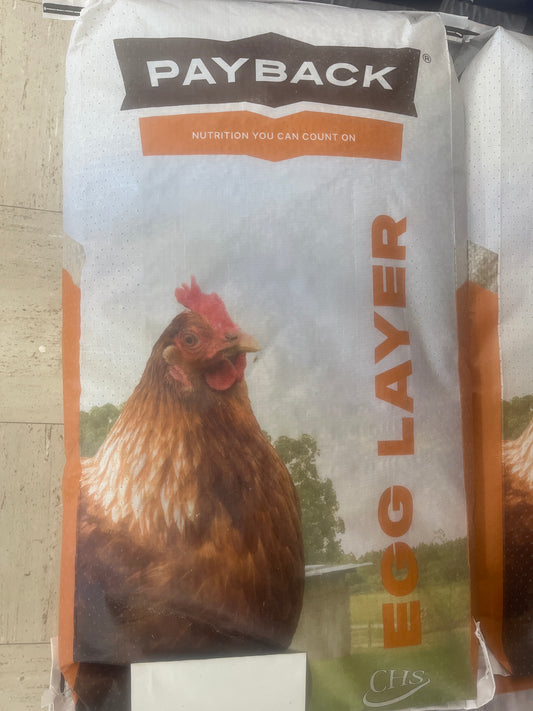 PAYBACK®
NUTRITION YOU CAN COUNT ON
EGG LAYER
CHS